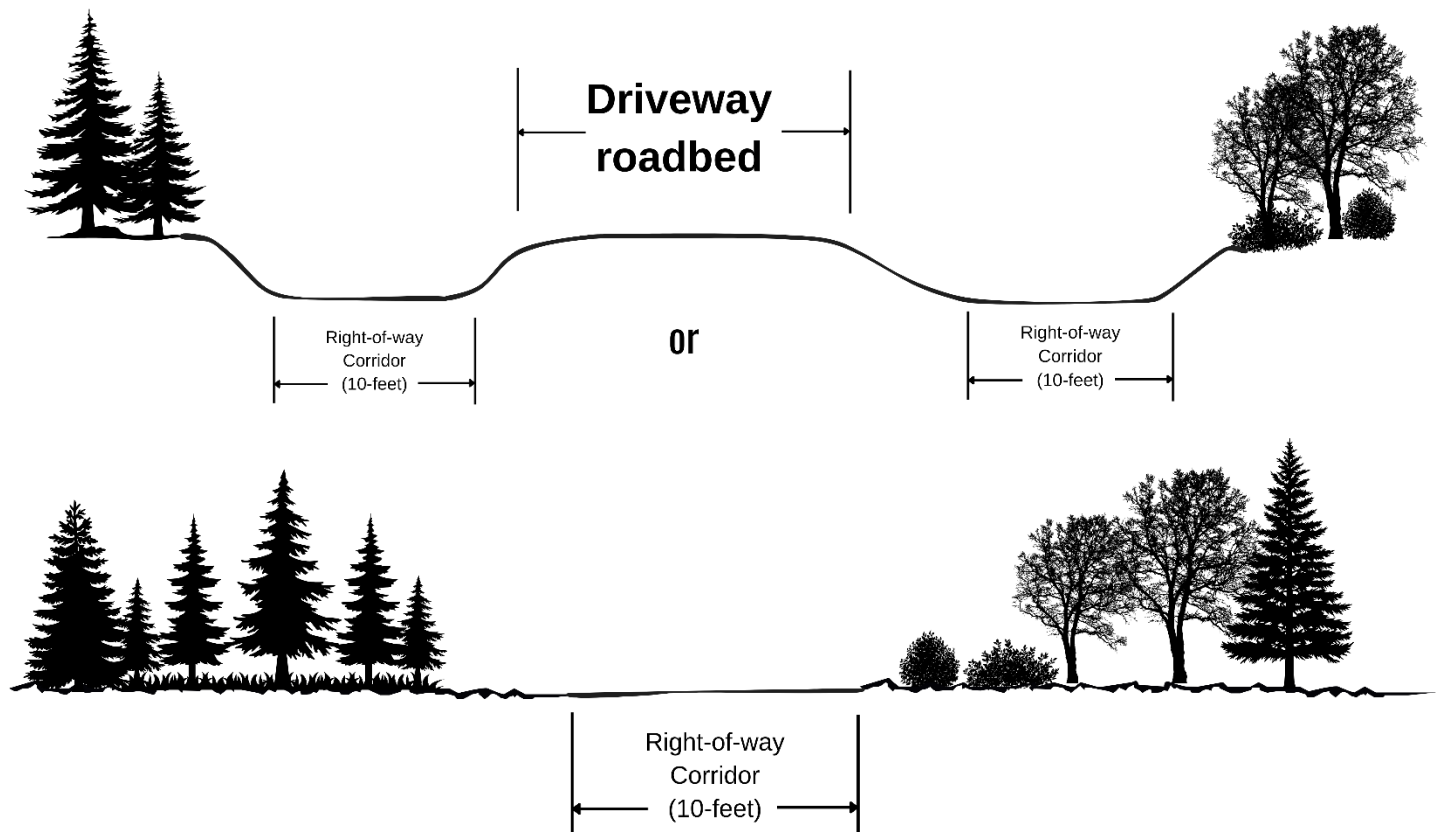 Driveway
roadbed
Right-of-way
Corridor
(10-feet)
or
Right-of-way
Corridor
(10-feet)
Right-of-way
Corridor
(10-feet)